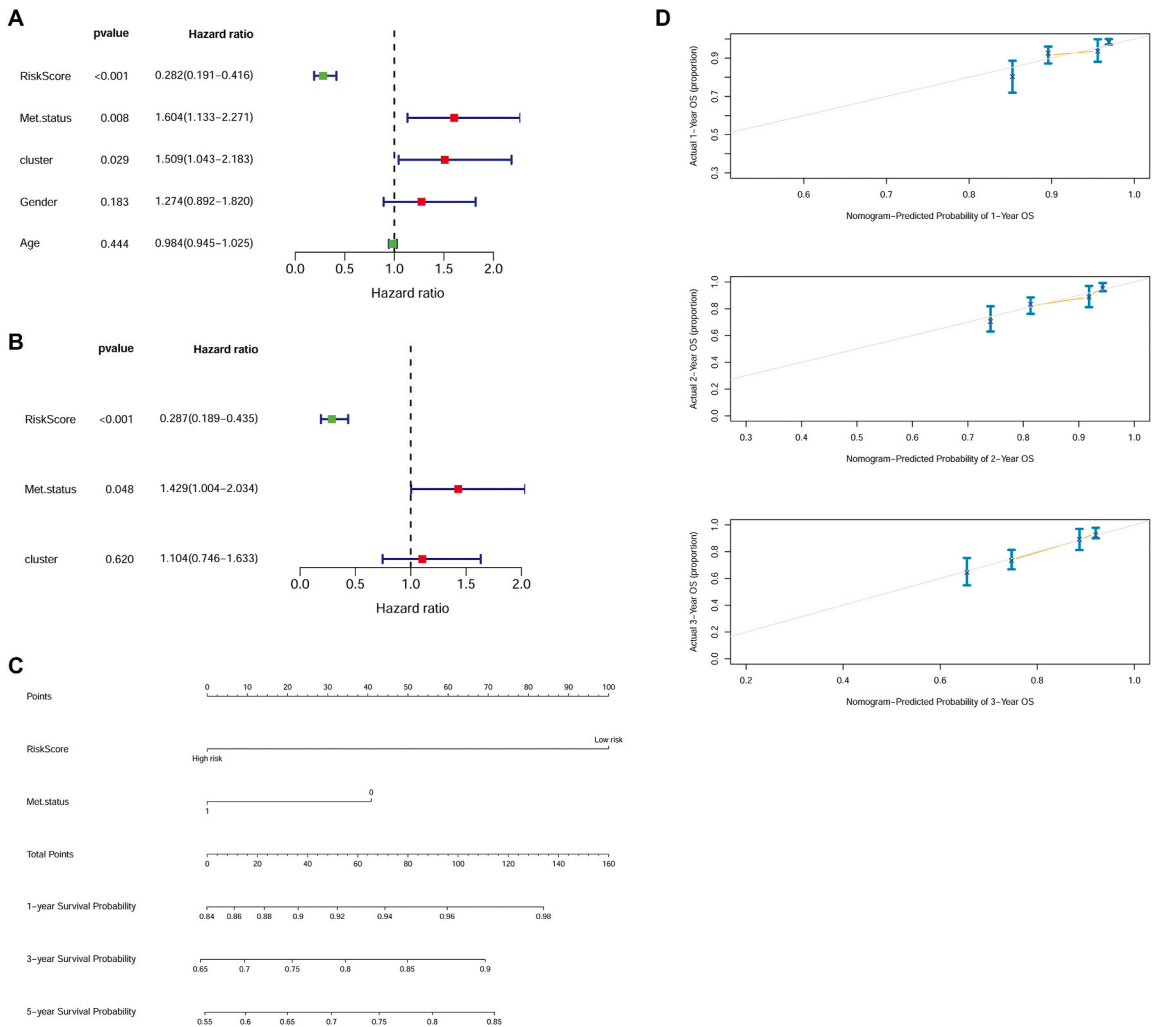 A
pvalue Hazard ratio
RiskScore <0.001 0.282(0.191−0.416)
Met.status 0.008 1.604(1.133−2.271)
cluster 0.029 1.509(1.043−2.183)
Gender 0.183 1.274(0.892−1.820)
Age 0.444 0.984(0.945−1.025)
0.0 0.5 1.0 1.5 2.0
Hazard ratio
B
pvalue Hazard ratio
RiskScore <0.001 0.287(0.189−0.435)
Met.status 0.048 1.429(1.004−2.034)
cluster 0.620 1.104(0.746−1.633)
0.0 0.5 1.0 1.5 2.0
Hazard ratio
C
Points
0 10 20 30 40 50 60 70 80 90 100
RiskScore
Low risk
High risk
Met.status
0
1
Total Points
0 20 40 60 80 100 120 140 160
1−year Survival Probability
0.84 0.86 0.88 0.9 0.92 0.94 0.96 0.98
3−year Survival Probability
0.65 0.7 0.75 0.8 0.85 0.9
5−year Survival Probability
0.55 0.6 0.65 0.7 0.75 0.8 0.85
D
Actual 1−Year OS (proportion)
0.3 0.5 0.7 0.9
0.6 0.7 0.8 0.9 1.0
Nomogram−Predicted Probability of 1−Year OS
Actual 2−Year OS (proportion)
0.0 0.2 0.4 0.6 0.8 1.0
0.3 0.4 0.5 0.6 0.7 0.8 0.9 1.0
Nomogram−Predicted Probability of 2−Year OS
Actual 3−Year OS (proportion)
0.0 0.2 0.4 0.6 0.8 1.0
0.2 0.4 0.6 0.8 1.0
Nomogram−Predicted Probability of 3−Year OS